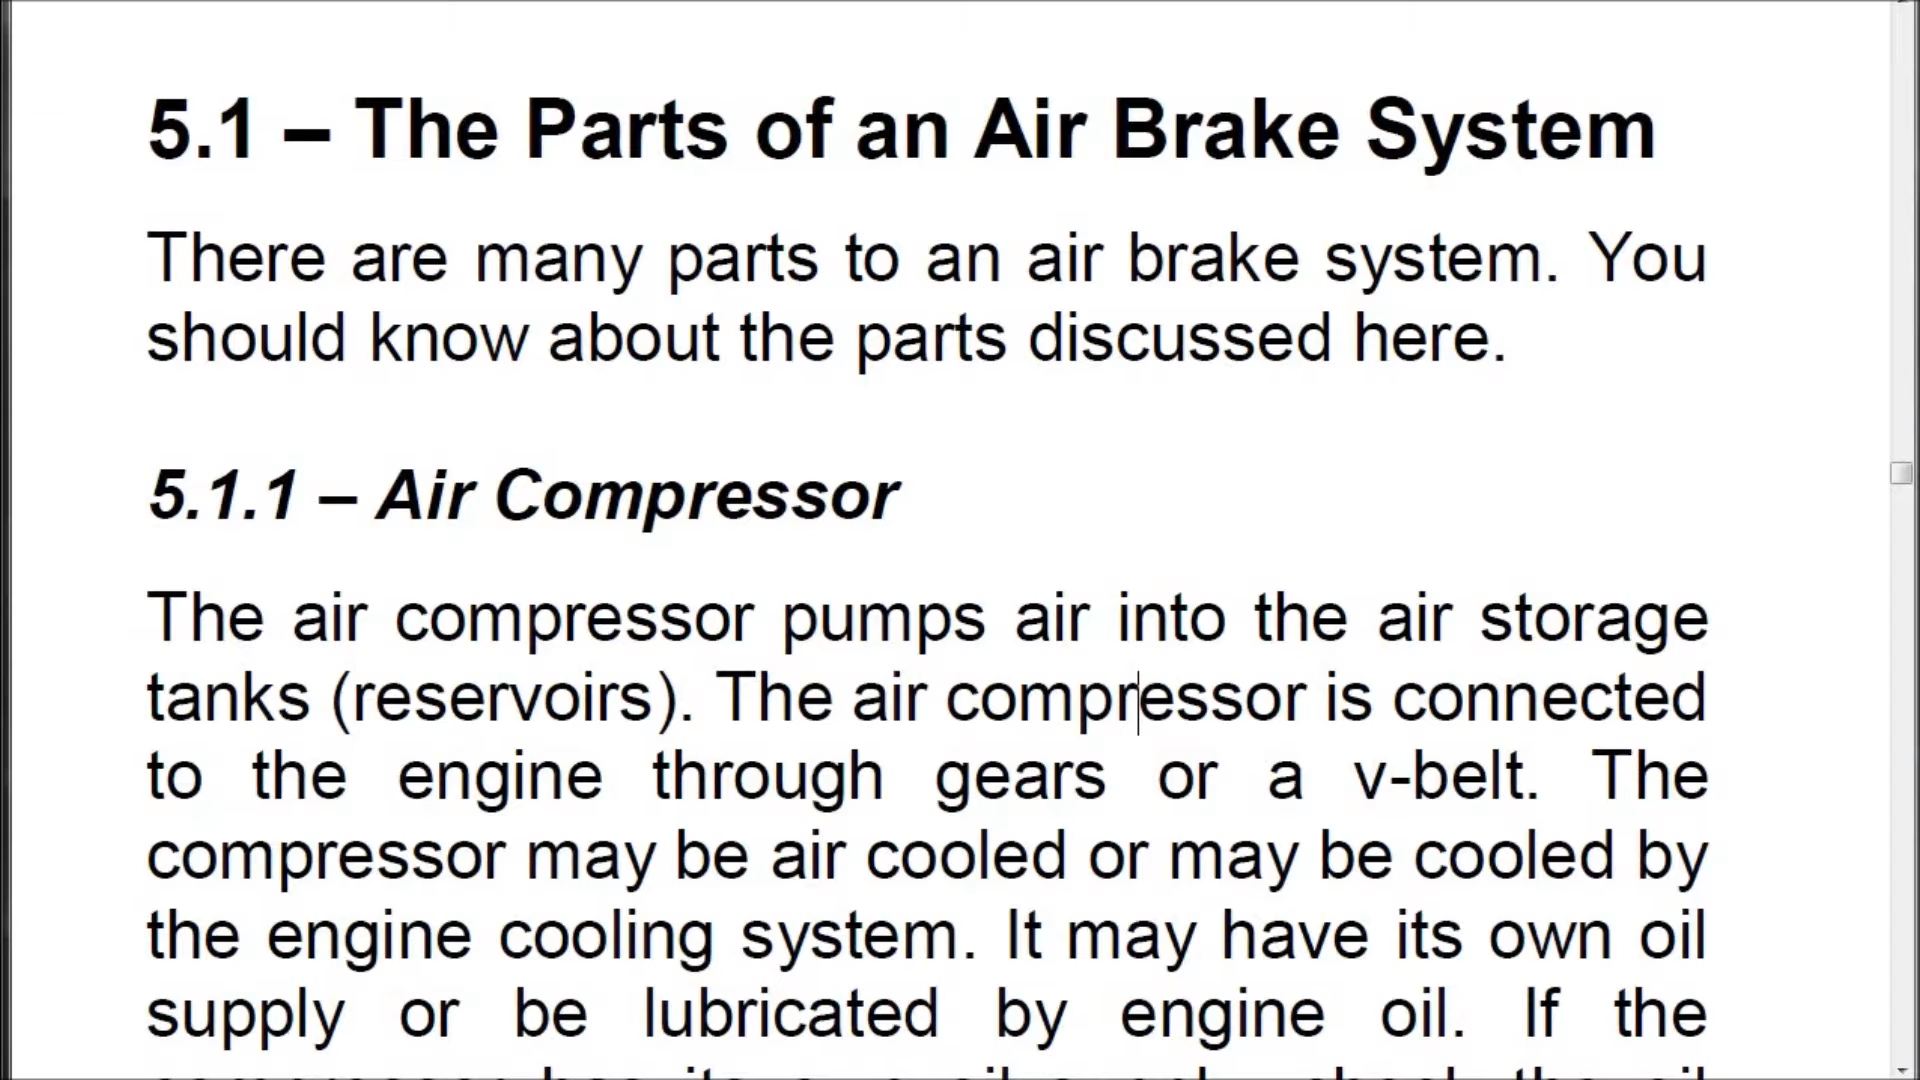 5.1 – The Parts of an Air Brake System
There are many parts to an air brake system. You
should know about the parts discussed here.
5.1.1 – Air Compressor
The air compressor pumps air into the air storage
tanks (reservoirs). The air compressor is connected
to the engine through gears or a v-belt. The
compressor may be air cooled or may be cooled by
the engine cooling system. It may have its own oil
supply or be lubricated by engine oil. If the